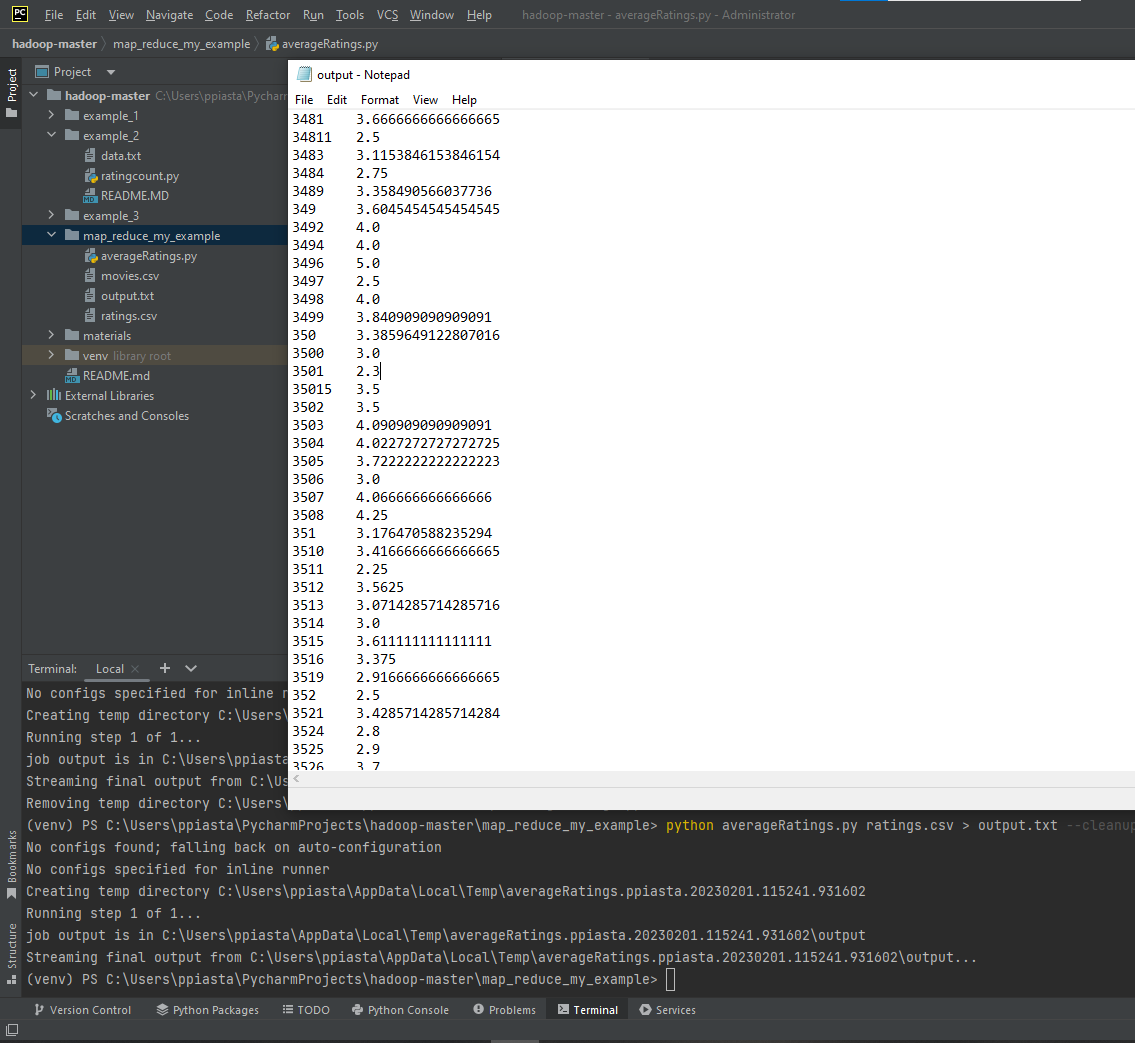 PC File Edit View Navigate Code Refactor Run Tools VCS Window Help hadoop-master - averageRatings.py - Administrator
hadoop-master map_reduce_my_example averageRatings.py
Project
Project
hadoop-master C:\Users\ppiasta\Pycharm
example_1
example_2
data.txt
ratingcount.py
README.MD
example_3
map_reduce_my_example
averageRatings.py
movies.csv
output.txt
ratings.csv
materials
venv library root
README.md
External Libraries
Scratches and Consoles
output - Notepad
File Edit Format View Help
3481 3.6666666666666665
34811 2.5
3483 3.1153846153846154
3484 2.75
3489 3.358490566037736
349 3.6045454545454545
3492 4.0
3494 4.0
3496 5.0
3497 2.5
3498 4.0
3499 3.840909090909091
350 3.3859649122807016
3500 3.0
3501 2.3
35015 3.5
3502 3.5
3503 4.090909090909091
3504 4.0227272727272725
3505 3.7222222222222223
3506 3.0
3507 4.066666666666666
3508 4.25
351 3.176470588235294
3510 3.4166666666666665
3511 2.25
3512 3.5625
3513 3.0714285714285716
3514 3.0
3515 3.611111111111111
3516 3.375
3519 2.9166666666666665
352 2.5
3521 3.4285714285714284
3524 2.8
3525 2.9
3526 3.7
Terminal: Local
No configs specified for inline r
Creating temp directory C:\Users\
Running step 1 of 1...
job output is in C:\Users\ppiasta
Streaming final output from C:\Us
Removing temp directory C:\Users\
(venv) PS C:\Users\ppiasta\PycharmProjects\hadoop-master\map_reduce_my_example> python averageRatings.py ratings.csv > output.txt --cleanup
No configs found; falling back on auto-configuration
No configs specified for inline runner
Creating temp directory C:\Users\ppiasta\AppData\Local\Temp\averageRatings.ppiasta.20230201.115241.931602
Running step 1 of 1...
job output is in C:\Users\ppiasta\AppData\Local\Temp\averageRatings.ppiasta.20230201.115241.931602\output
Streaming final output from C:\Users\ppiasta\AppData\Local\Temp\averageRatings.ppiasta.20230201.115241.931602\output...
(venv) PS C:\Users\ppiasta\PycharmProjects\hadoop-master\map_reduce_my_example>
Bookmarks
Structure
Version Control Python Packages TODO Python Console Problems Terminal Services